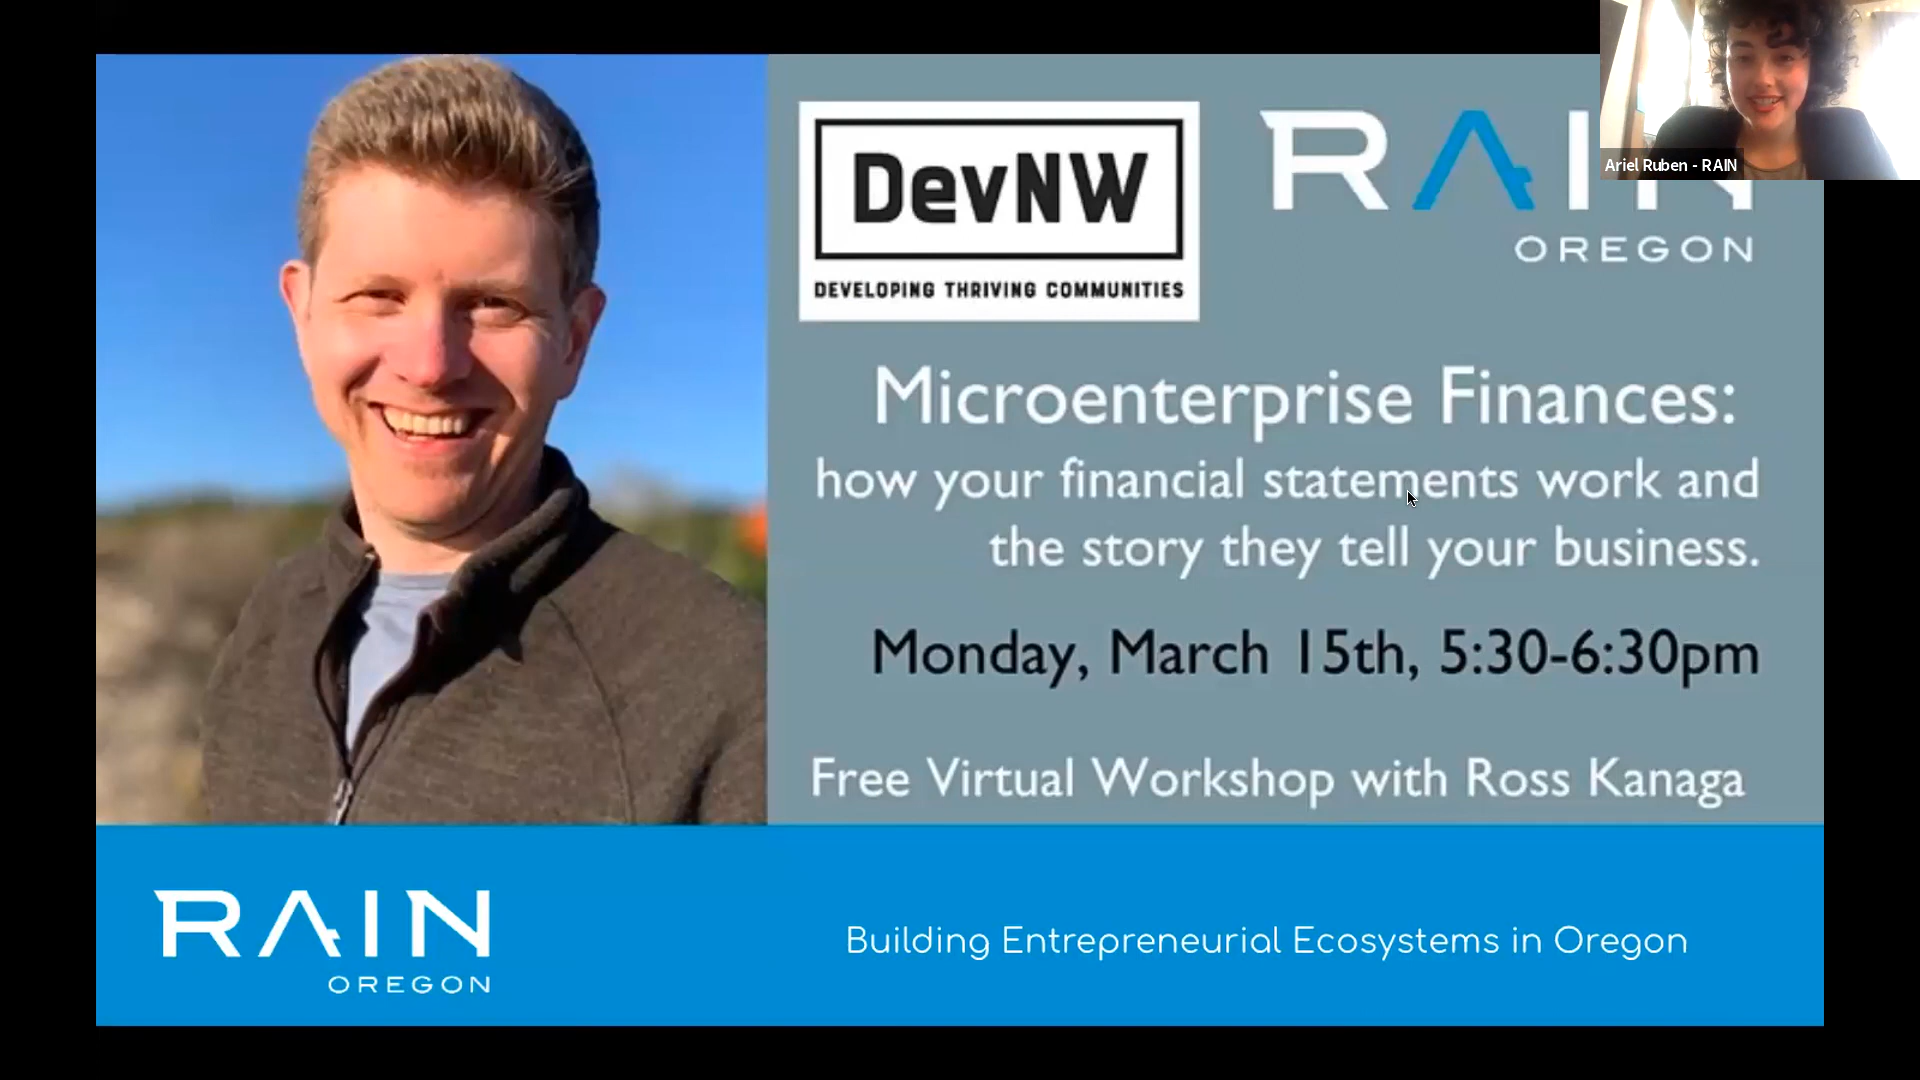 DevNW
DEVELOPING THRIVING COMMUNITIES
RAIN
OREGON
Ariel Ruben - RAIN
Microenterprise Finances:
how your financial statements work and
the story they tell your business.
Monday, March 15th, 5:30-6:30pm
Free Virtual Workshop with Ross Kanaga
RAIN
OREGON
Building Entrepreneurial Ecosystems in Oregon